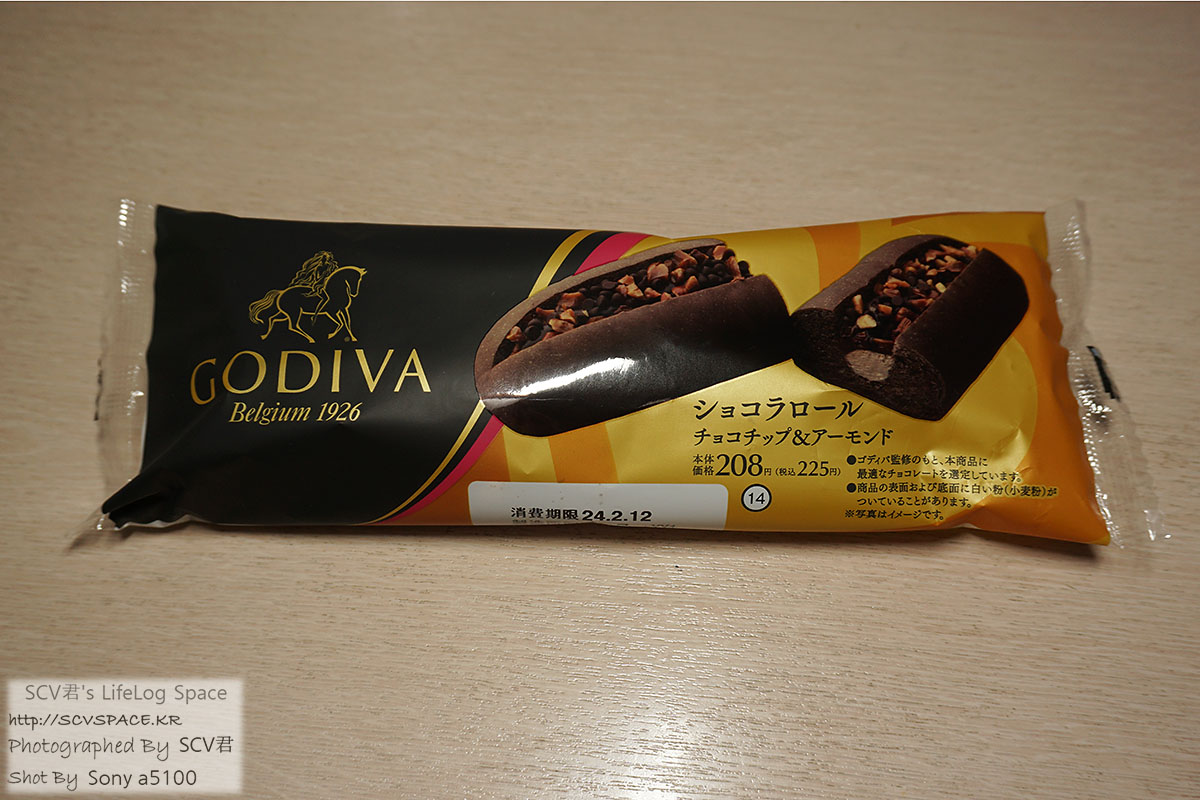 GODIVA
Belgium 1926
ショコラロール
チョコチップ&アーモンド
本体価格208円(税込225円)
●ゴディバ監修のもと、本商品に
最適なチョコレートを選定しています。
●商品の表面および底面に白い粉(小麦粉)が
ついていることがあります。
※写真はイメージです。
14
消費期限 24.2.12
SCV君's LifeLog Space
http://SCVSPACE.KR
Photographed By SCV君
Shot By Sony a5100